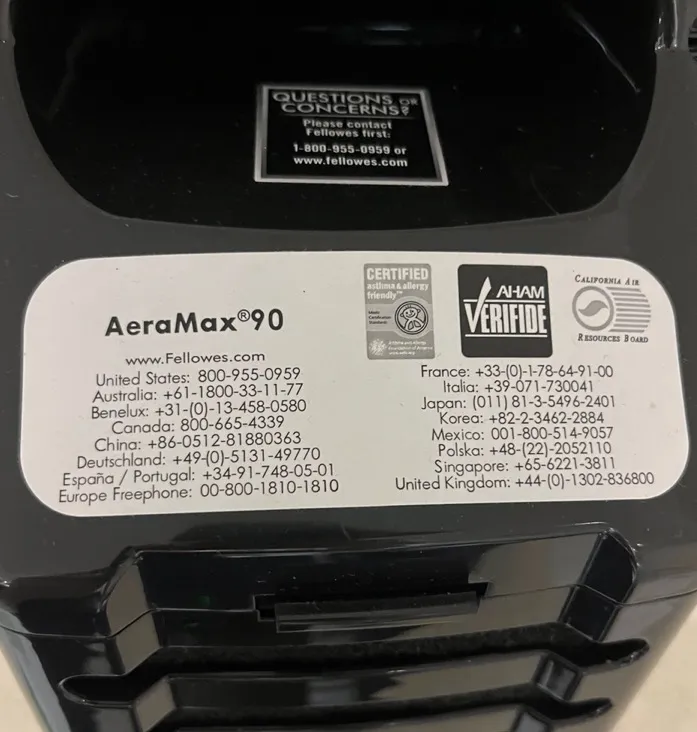 QUESTIONS OR
CONCERNS?
Please contact
Fellowes first:
1-800-955-0959 or
www.fellowes.com
AeraMax®90
CERTIFIED
asthma & allergy
friendly™
AHAM
VERIFIDE
CALIFORNIA AIR
RESOURCES BOARD
www.Fellowes.com
United States: 800-955-0959
Australia: +61-1800-33-11-77
Benelux: +31-(0)-13-458-0580
Canada: 800-665-4339
China: +86-0512-81880363
Deutschland: +49-(0)-5131-49770
España / Portugal: +34-91-748-05-01
Europe Freephone: 00-800-1810-1810
France: +33-(0)-1-78-64-91-00
Italia: +39-071-730041
Japan: (011) 81-3-5496-2401
Korea: +82-2-3462-2884
Mexico: 001-800-514-9057
Polska: +48-(22)-2052110
Singapore: +65-6221-3811
United Kingdom: +44-(0)-1302-836800